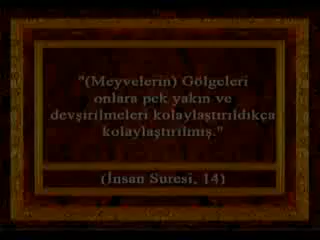 "(Meyvelerin) Gölgeleri
onlara pek yakın ve
devşirilmeleri kolaylaştırıldıkça
kolaylaştırılmış."
(İnsan Suresi, 14)